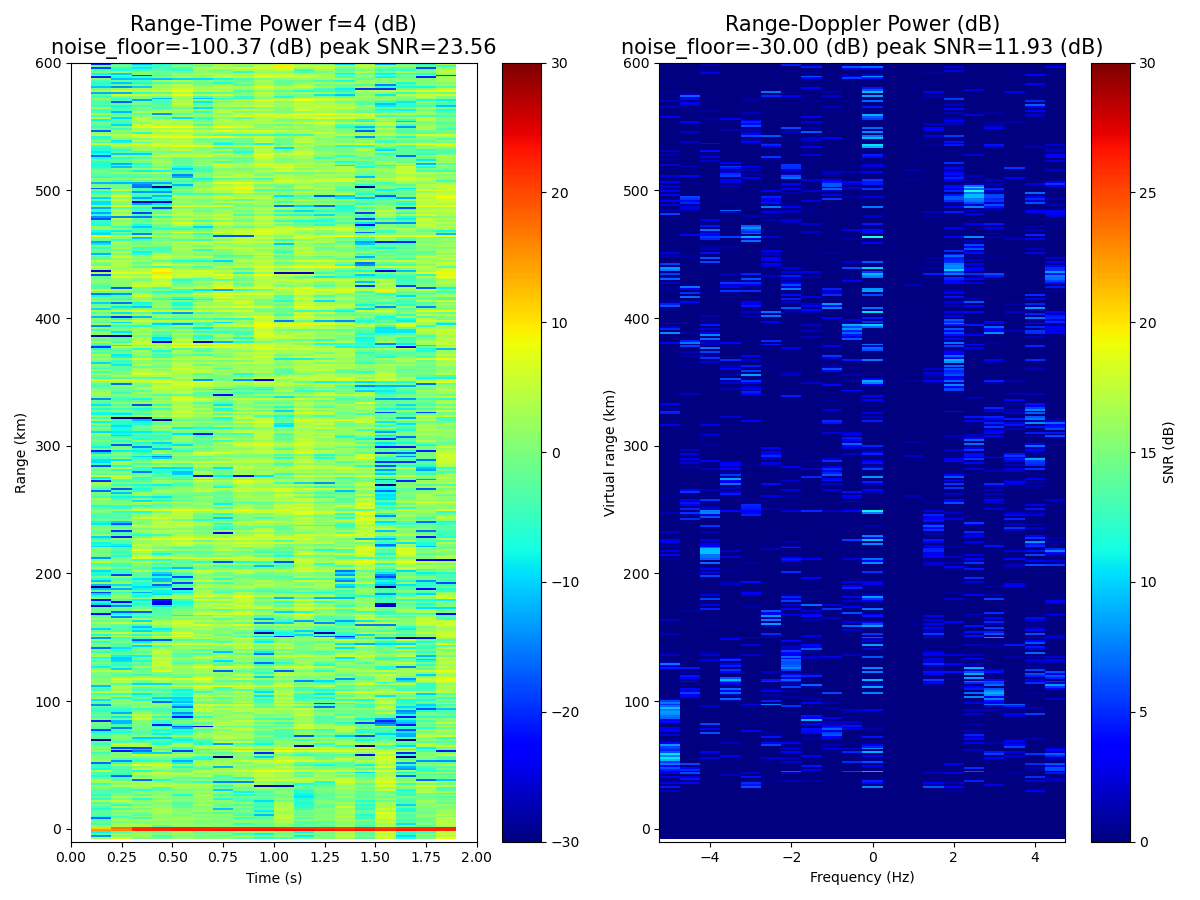 Range-Time Power f=4 (dB)
noise_floor=-100.37 (dB) peak SNR=23.56
Range-Doppler Power (dB)
noise_floor=-30.00 (dB) peak SNR=11.93 (dB)
600
500
400
300
200
100
0
Range (km)
0.00 0.25 0.50 0.75 1.00 1.25 1.50 1.75 2.00
Time (s)
30
20
10
0
−10
−20
−30
600
500
400
300
200
100
0
Virtual range (km)
−4 −2 0 2 4
Frequency (Hz)
30
25
20
15
10
5
0
SNR (dB)